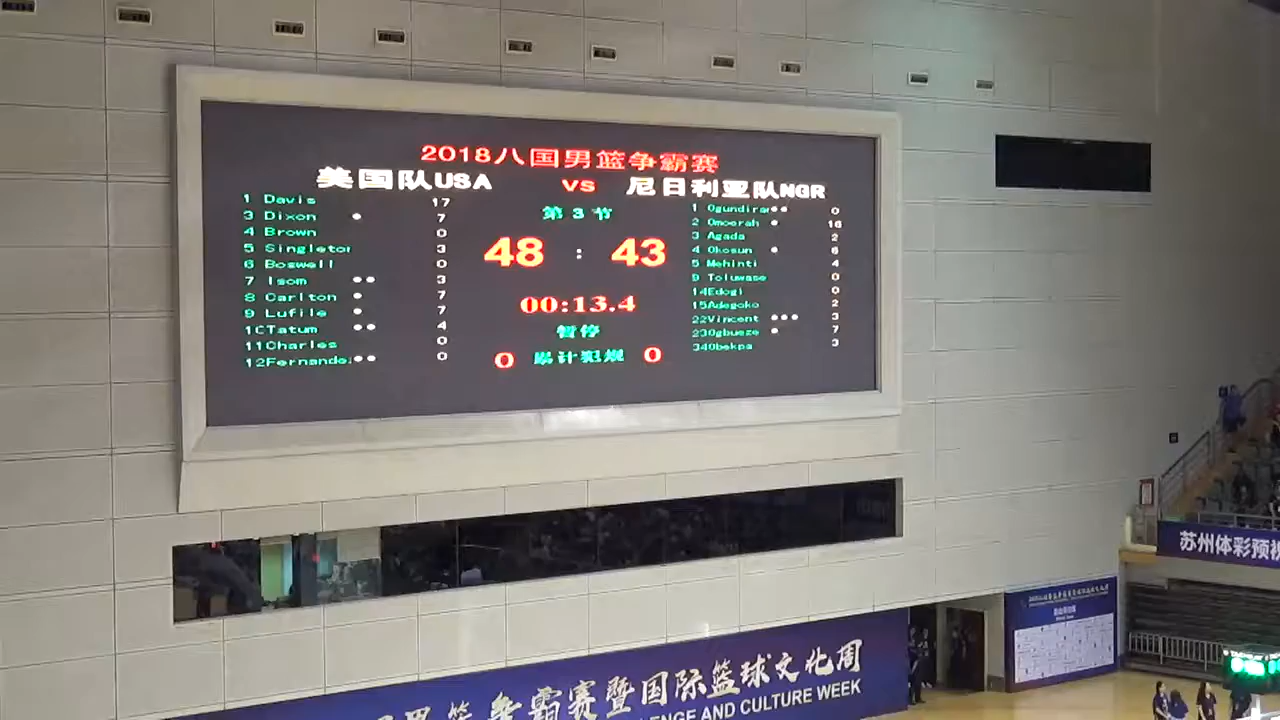 2018八国男篮争霸赛
美国队USA vs 尼日利亚队NGR
第 3 节
48 : 43
00:13.4
暂停
0 累计犯规 0
1 Davis 17
3 Dixon 7
4 Brown 0
5 Singleton 3
6 Boswell 0
7 Isom 3
8 Carlton 7
9 Lufile 7
10Tatum 4
11Charles 0
12Fernande 0
1 Ogundiran 0
2 Omoerah 16
3 Agada 2
4 Okosun 6
5 Mehinti 4
9 Toluwase 0
14Edogi 0
15Adegoko 2
22Vincent 3
23Ogbueze 7
34Obekpa 3
争霸赛暨国际篮球文化周
AND CULTURE WEEK
苏州体彩预祝